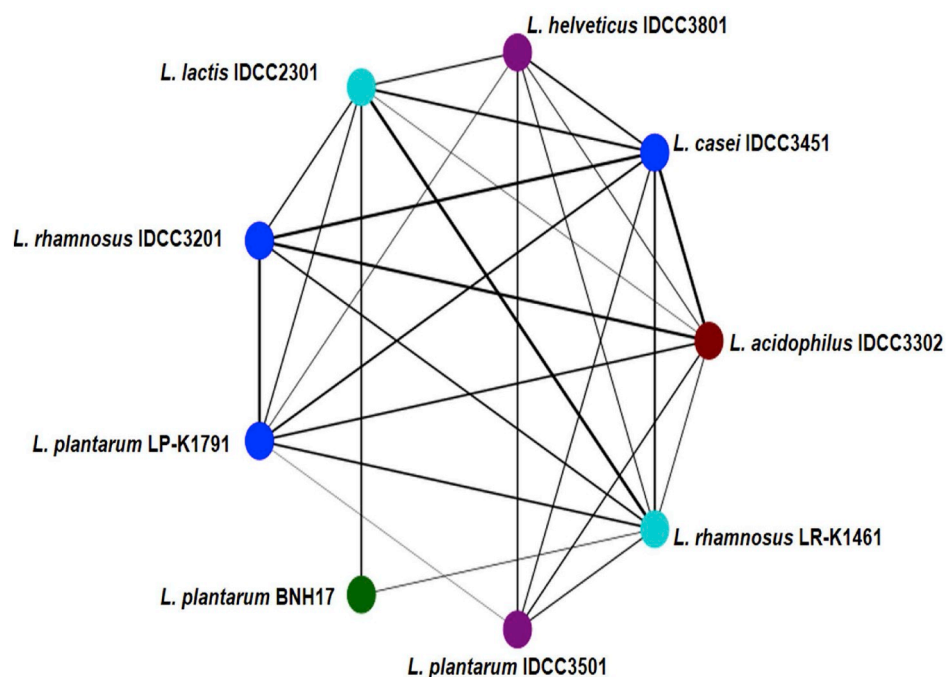 L. helveticus IDCC3801
L. lactis IDCC2301
L. casei IDCC3451
L. rhamnosus IDCC3201
L. acidophilus IDCC3302
L. plantarum LP-K1791
L. rhamnosus LR-K1461
L. plantarum BNH17
L. plantarum IDCC3501